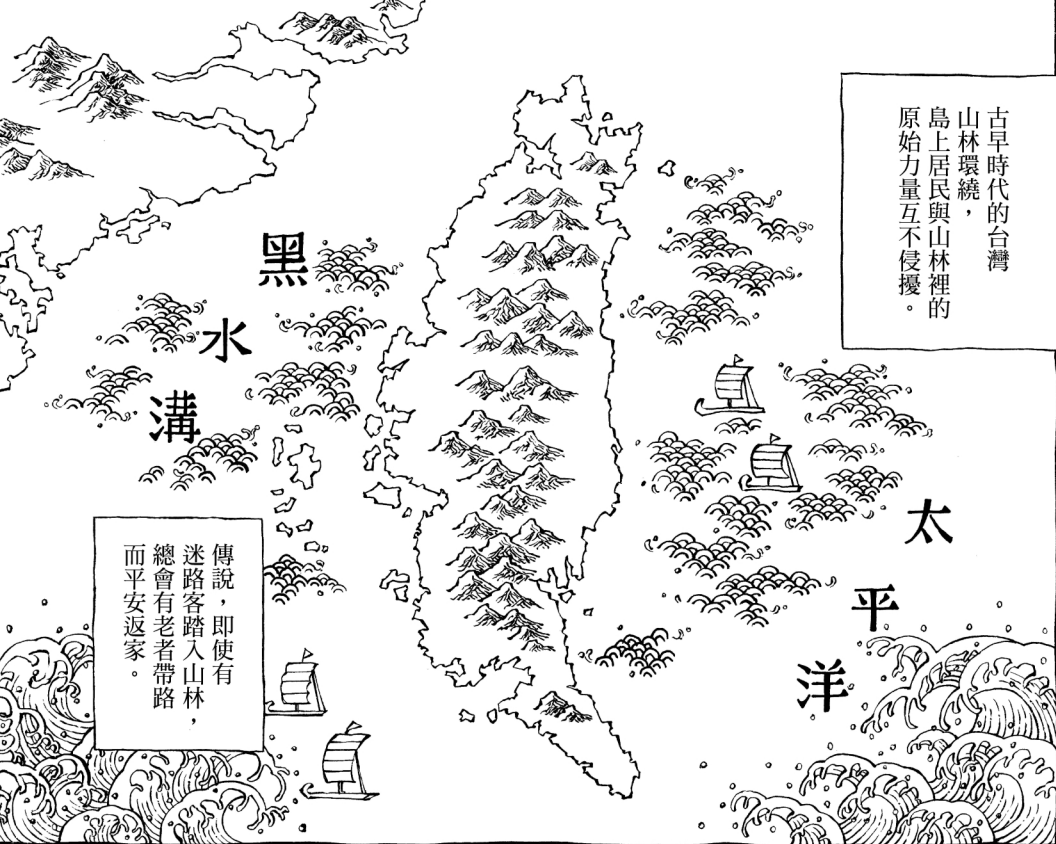 古早時代的台灣
山林環繞，
島上居民與山林裡的
原始力量互不侵擾。
黑水溝
太平洋
傳說，即使有
迷路客踏入山林，
總會有老者帶路
而平安返家。